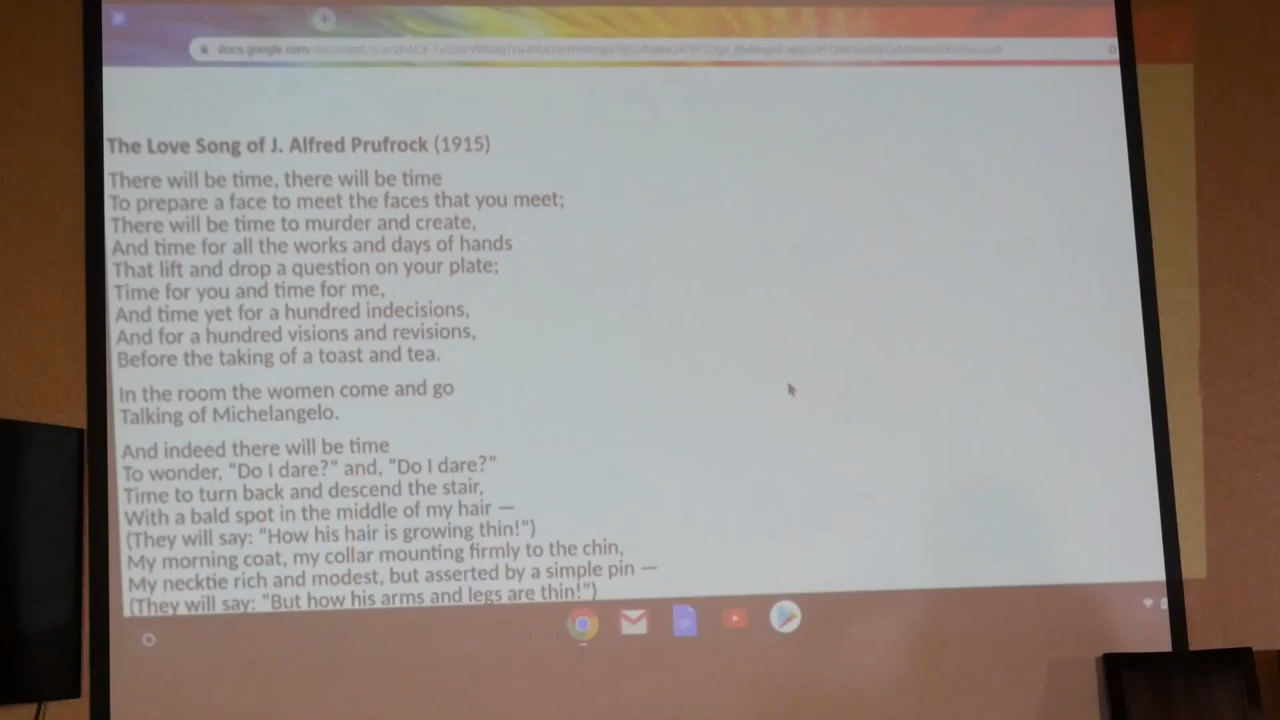 docs.google.com
The Love Song of J. Alfred Prufrock (1915)
There will be time, there will be time
To prepare a face to meet the faces that you meet;
There will be time to murder and create,
And time for all the works and days of hands
That lift and drop a question on your plate;
Time for you and time for me,
And time yet for a hundred indecisions,
And for a hundred visions and revisions,
Before the taking of a toast and tea.
In the room the women come and go
Talking of Michelangelo.
And indeed there will be time
To wonder, “Do I dare?” and, “Do I dare?”
Time to turn back and descend the stair,
With a bald spot in the middle of my hair —
(They will say: “How his hair is growing thin!”)
My morning coat, my collar mounting firmly to the chin,
My necktie rich and modest, but asserted by a simple pin —
(They will say: “But how his arms and legs are thin!”)